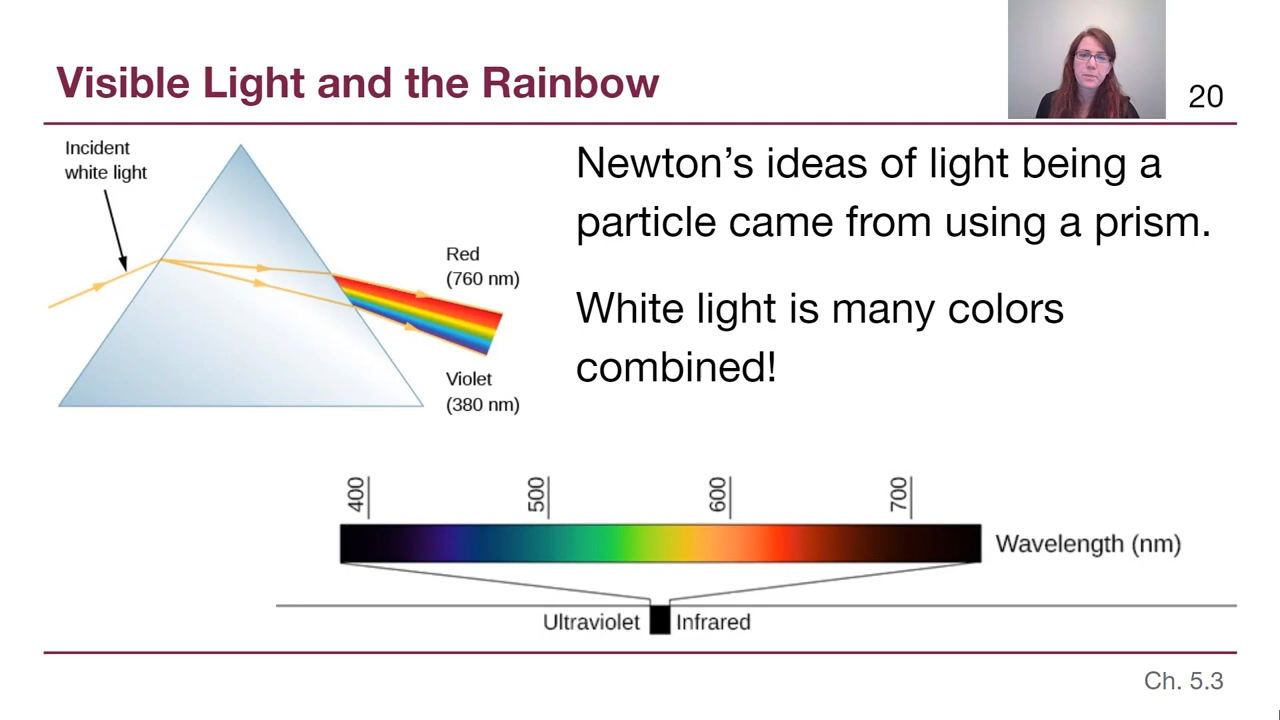 Visible Light and the Rainbow
20
Incident
white light
Red
(760 nm)
Violet
(380 nm)
Newton’s ideas of light being a
particle came from using a prism.
White light is many colors
combined!
400
500
600
700
Wavelength (nm)
Ultraviolet
Infrared
Ch. 5.3